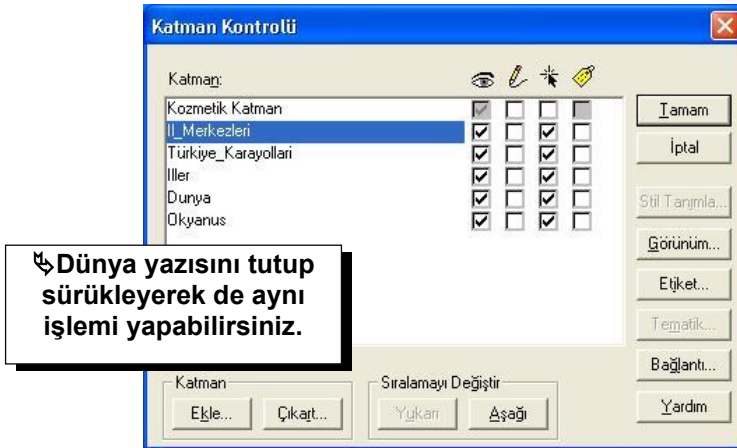 Katman Kontrolü
Katman:
Kozmetik Katman
Il_Merkezleri
Türkiye_Karayollari
Iller
Dunya
Okyanus
Tamam
İptal
Stil Tanımla...
Görünüm...
Etiket...
Tematik...
Bağlantı...
Yardım
Dünya yazısını tutup
sürükleyerek de aynı
işlemi yapabilirsiniz.
Katman
Ekle...
Çıkart...
Sıralamayı Değiştir
Yukarı
Aşağı